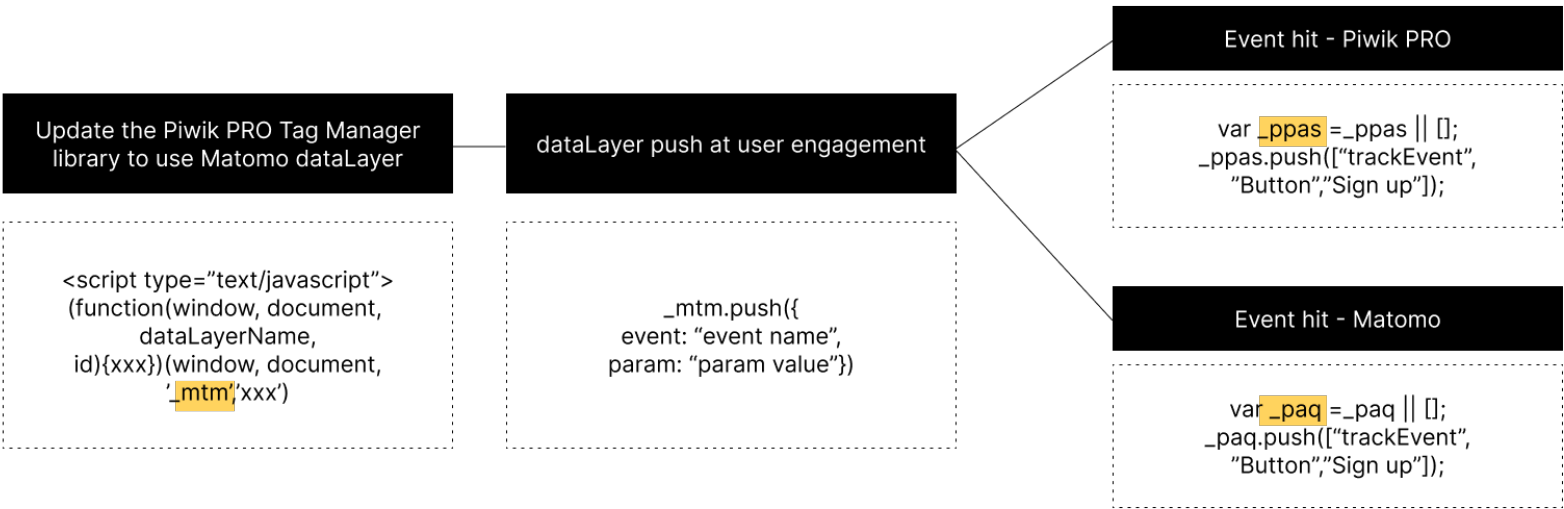 Update the Piwik PRO Tag Manager
library to use Matomo dataLayer
<script type=”text/javascript”>
(function(window, document,
dataLayerName,
id){xxx})(window, document,
’_mtm’,’xxx’)
dataLayer push at user engagement
_mtm.push({
event: “event name”,
param: “param value”})
Event hit - Piwik PRO
var _ppas =_ppas || [];
_ppas.push([“trackEvent”,
”Button”,”Sign up”]);
Event hit - Matomo
var _paq =_paq || [];
_paq.push([“trackEvent”,
”Button”,”Sign up”]);